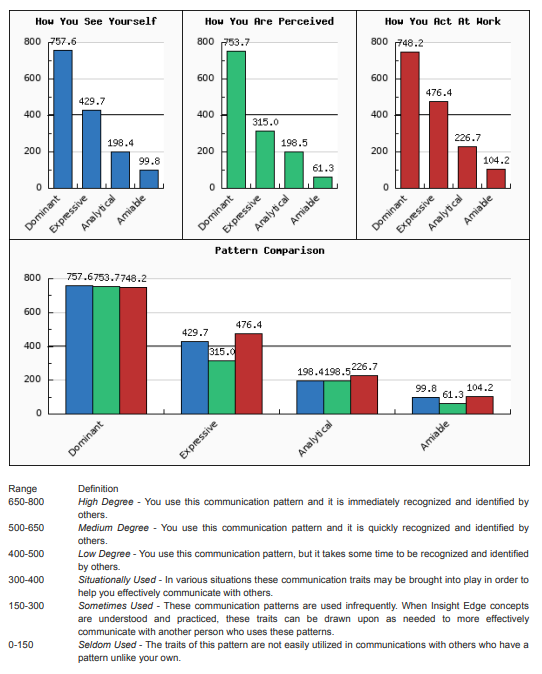 How You See Yourself
800
757.6
600
429.7
400
198.4
200
99.8
0
Dominant
Expressive
Analytical
Amiable
How You Are Perceived
800
753.7
600
400
315.0
198.5
200
61.3
0
Dominant
Expressive
Analytical
Amiable
How You Act At Work
800
748.2
600
476.4
400
226.7
200
104.2
0
Dominant
Expressive
Analytical
Amiable
Pattern Comparison
800
757.6 753.7 748.2
600
429.7 315.0 476.4
400
198.4 198.5 226.7
200
99.8 61.3 104.2
0
Dominant
Expressive
Analytical
Amiable
Range Definition
650-800 High Degree - You use this communication pattern and it is immediately recognized and identified by
others.
500-650 Medium Degree - You use this communication pattern and it is quickly recognized and identified by
others.
400-500 Low Degree - You use this communication pattern, but it takes some time to be recognized and identified
by others.
300-400 Situationally Used - In various situations these communication traits may be brought into play in order to
help you effectively communicate with others.
150-300 Sometimes Used - These communication patterns are used infrequently. When Insight Edge concepts
are understood and practiced, these traits can be drawn upon as needed to more effectively
communicate with another person who uses these patterns.
0-150 Seldom Used - The traits of this pattern are not easily utilized in communications with others who have a
pattern unlike your own.